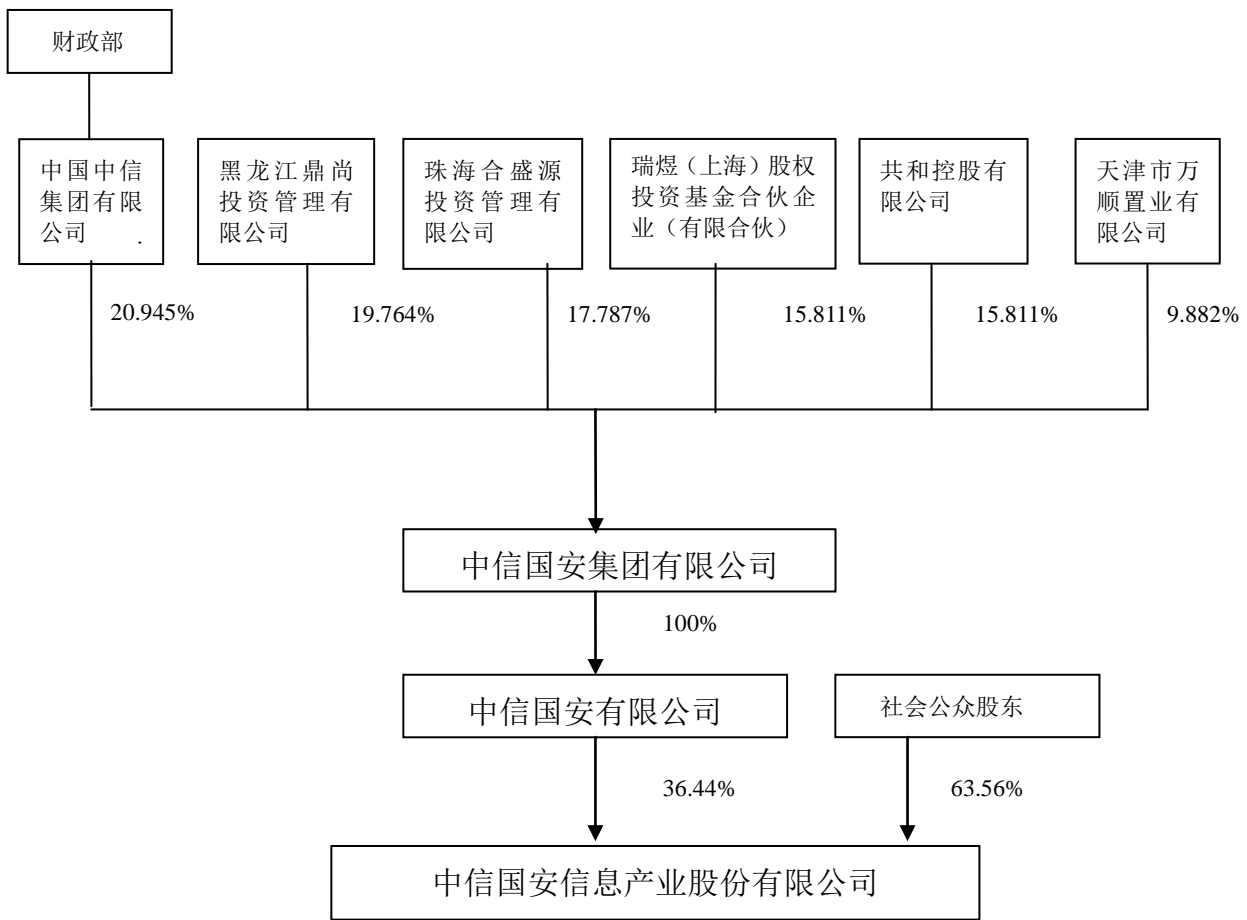 财政部
中国中信
集团有限
公司 .
黑龙江鼎尚
投资管理有
限公司
珠海合盛源
投资管理有
限公司
瑞煜（上海）股权
投资基金合伙企
业（有限合伙）
共和控股有
限公司
天津市万
顺置业有
限公司
20.945%
19.764%
17.787%
15.811%
15.811%
9.882%
中信国安集团有限公司
100%
中信国安有限公司
社会公众股东
36.44%
63.56%
中信国安信息产业股份有限公司